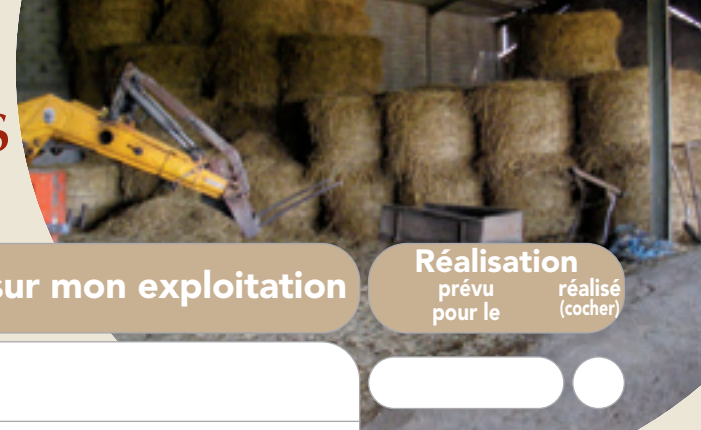 s
sur mon exploitation
Réalisation
prévu
pour le
réalisé
(cocher)